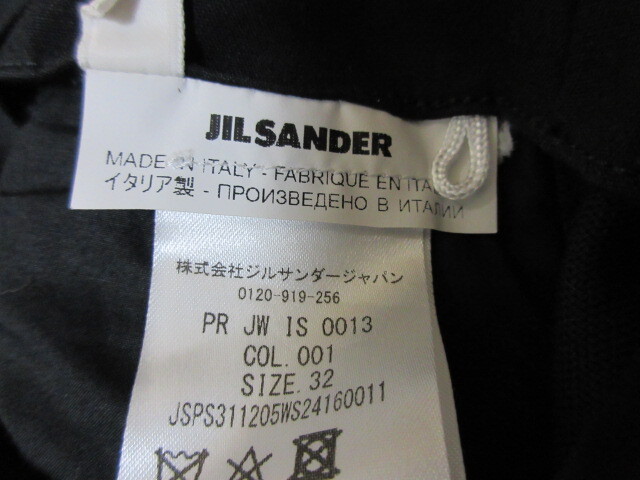 JIL SANDER
MADE IN ITALY - FABRIQUE EN ITA
イタリア製 - ПРОИЗВЕДЕНО В ИТАЛИИ
株式会社ジルサンダージャパン
0120-919-256
PR JW IS 0013
COL. 001
SIZE. 32
JSPS311205WS24160011